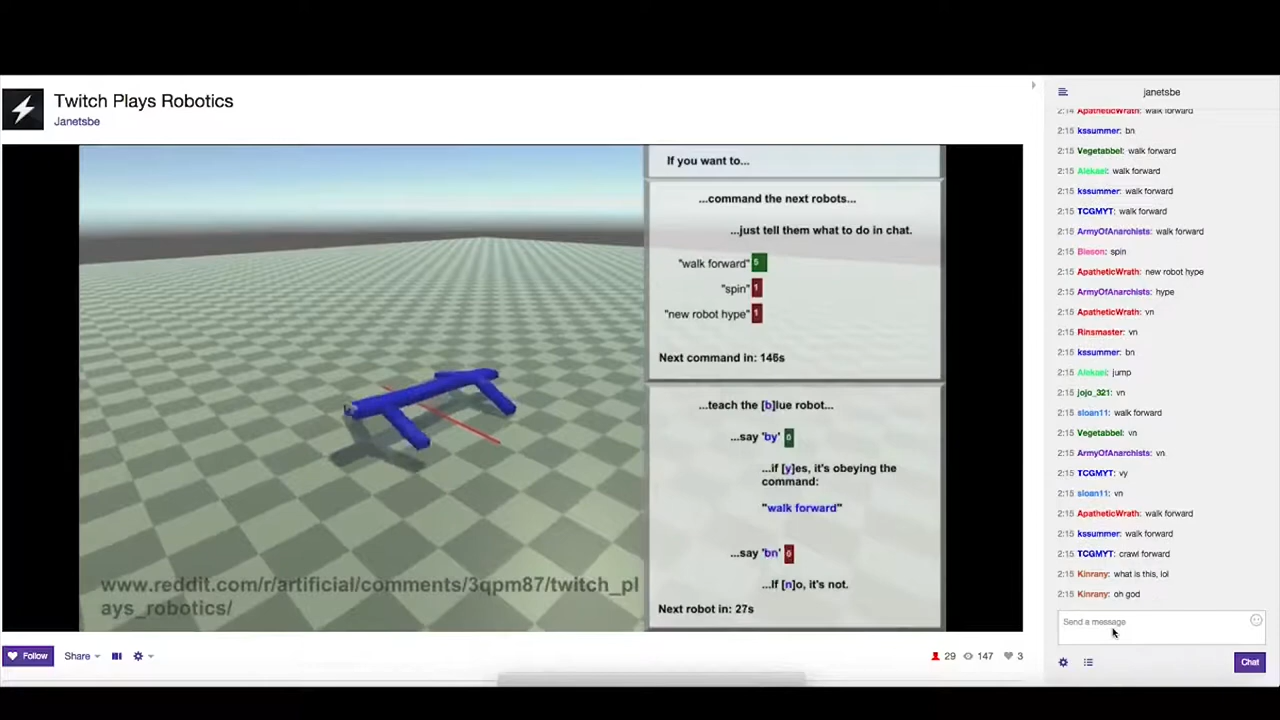 Twitch Plays Robotics
Janetsbe
If you want to...
...command the next robots...
...just tell them what to do in chat.
"walk forward" 5
"spin" 1
"new robot hype" 1
Next command in: 146s
...teach the [b]lue robot...
...say 'by' 0
...if [y]es, it's obeying the
command:
"walk forward"
...say 'bn' 0
...If [n]o, it's not.
Next robot in: 27s
www.reddit.com/r/artificial/comments/3qpm87/twitch_pl
ays_robotics/
Follow
Share
29
147
3
janetsbe
2:14 ApatheticWrath: walk forward
2:15 kssummer: bn
2:15 Vegetabbel: walk forward
2:15 Alekaei: walk forward
2:15 kssummer: walk forward
2:15 TCGMYT: walk forward
2:15 ArmyOfAnarchists: walk forward
2:15 Bieson: spin
2:15 ApatheticWrath: new robot hype
2:15 ArmyOfAnarchists: hype
2:15 ApatheticWrath: vn
2:15 Rinsmaster: vn
2:15 kssummer: bn
2:15 Alekaei: jump
2:15 jojo_321: vn
2:15 sloan11: walk forward
2:15 Vegetabbel: vn
2:15 ArmyOfAnarchists: vn
2:15 TCGMYT: vy
2:15 sloan11: vn
2:15 ApatheticWrath: walk forward
2:15 kssummer: walk forward
2:15 TCGMYT: crawl forward
2:15 Kinrany: what is this, lol
2:15 Kinrany: oh god
Send a message
Chat